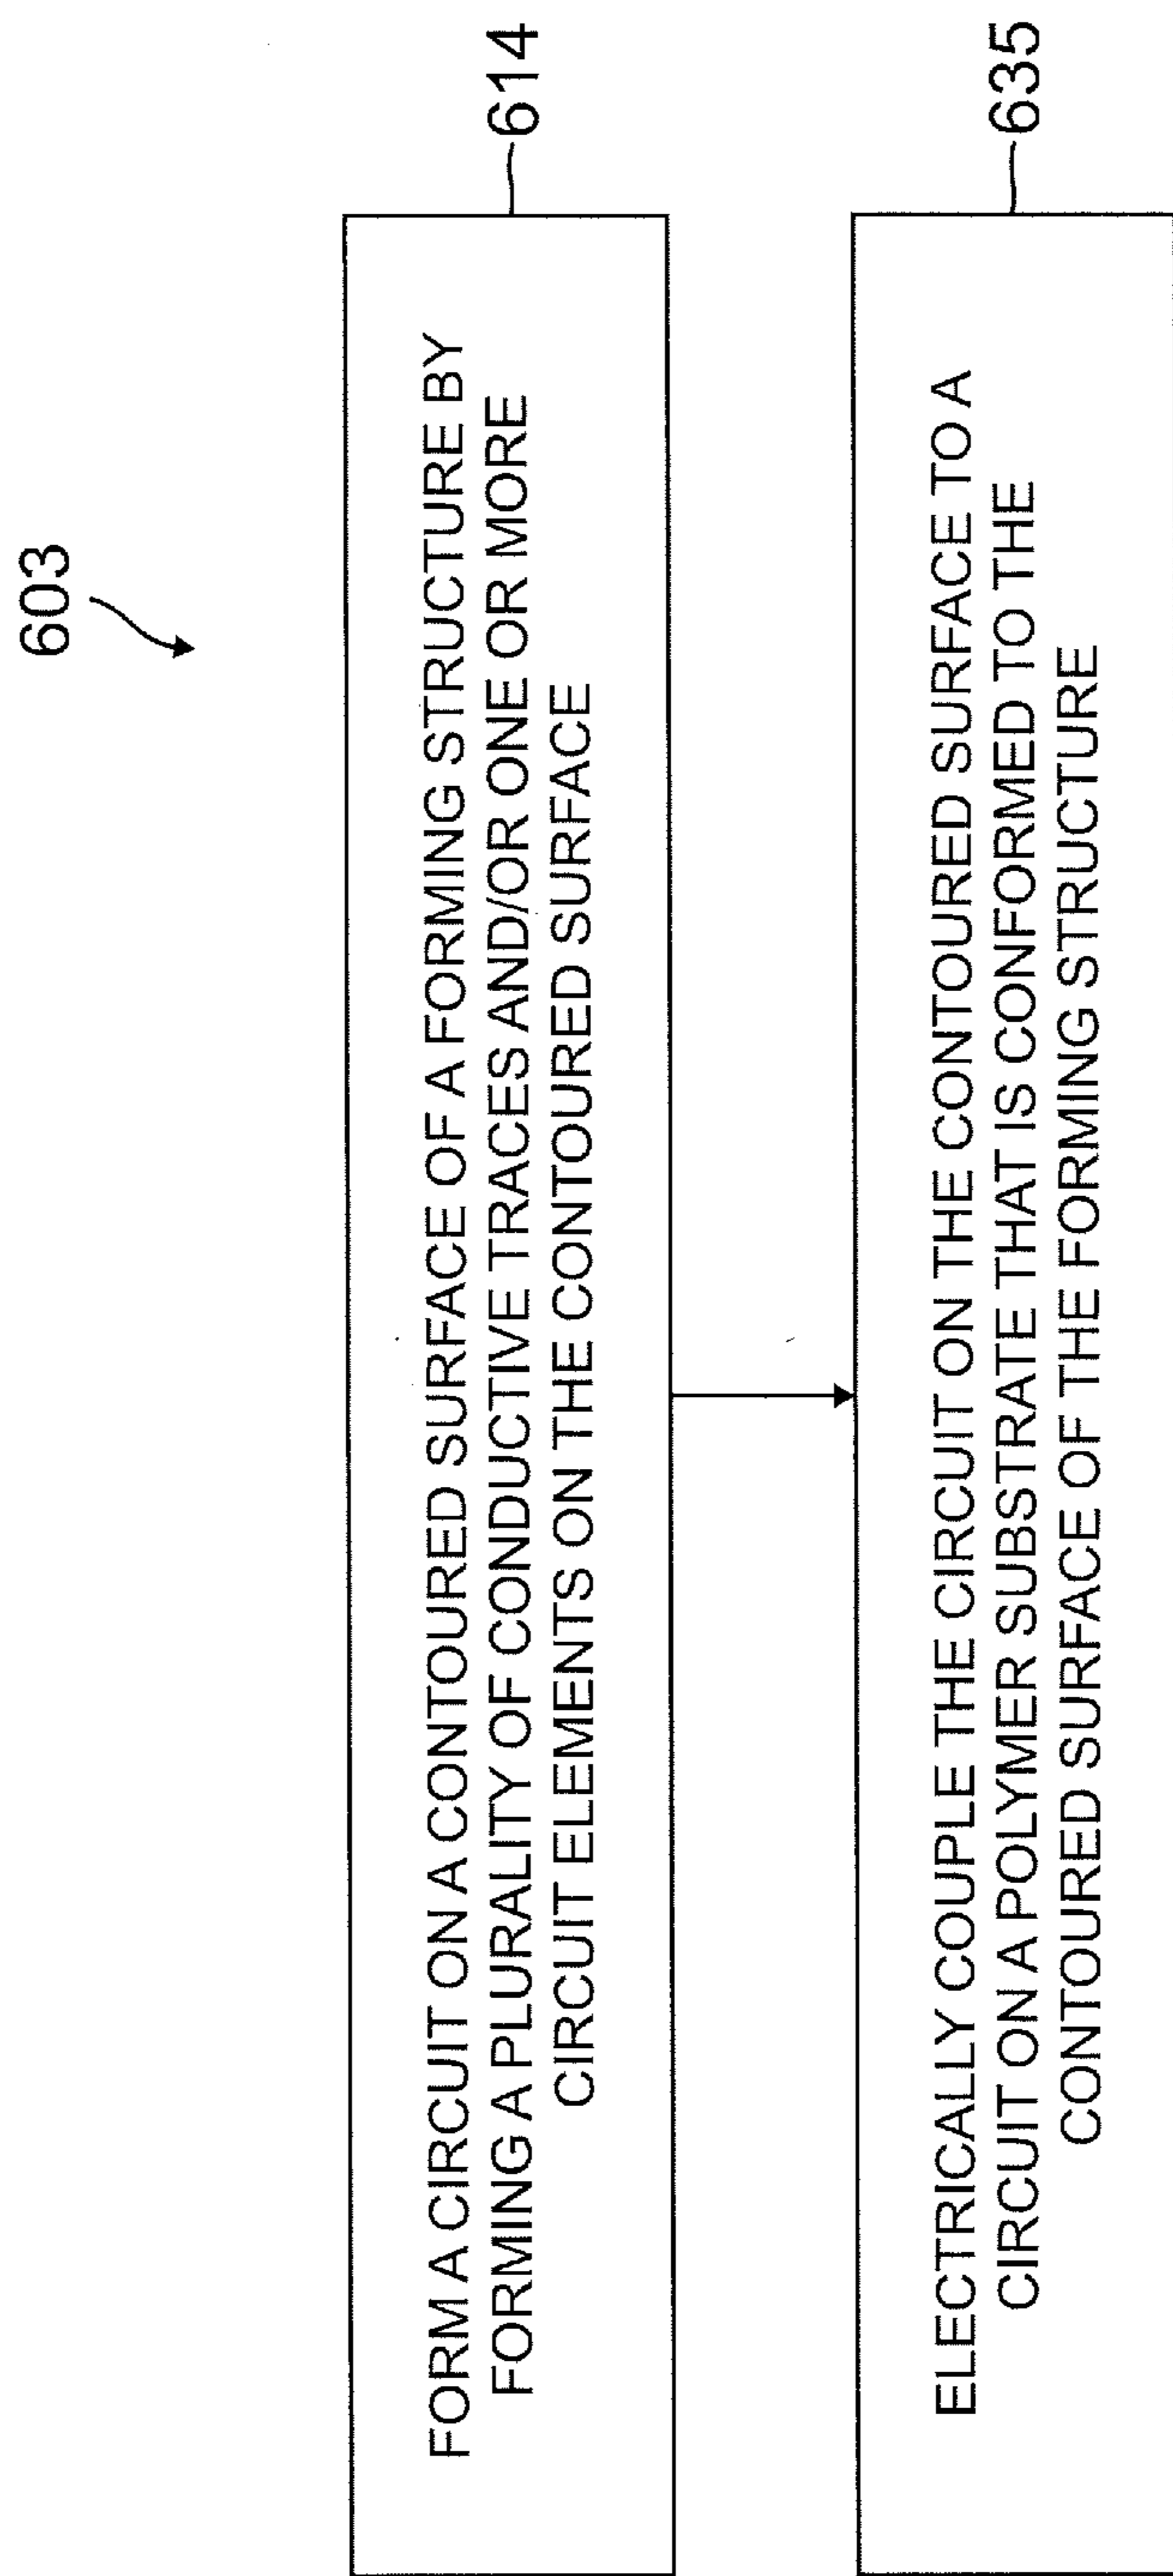 603
FORM A CIRCUIT ON A CONTOURED SURFACE OF A FORMING STRUCTURE BY
FORMING A PLURALITY OF CONDUCTIVE TRACES AND/OR ONE OR MORE
CIRCUIT ELEMENTS ON THE CONTOURED SURFACE
614
ELECTRICALLY COUPLE THE CIRCUIT ON THE CONTOURED SURFACE TO A
CIRCUIT ON A POLYMER SUBSTRATE THAT IS CONFORMED TO THE
CONTOURED SURFACE OF THE FORMING STRUCTURE
635